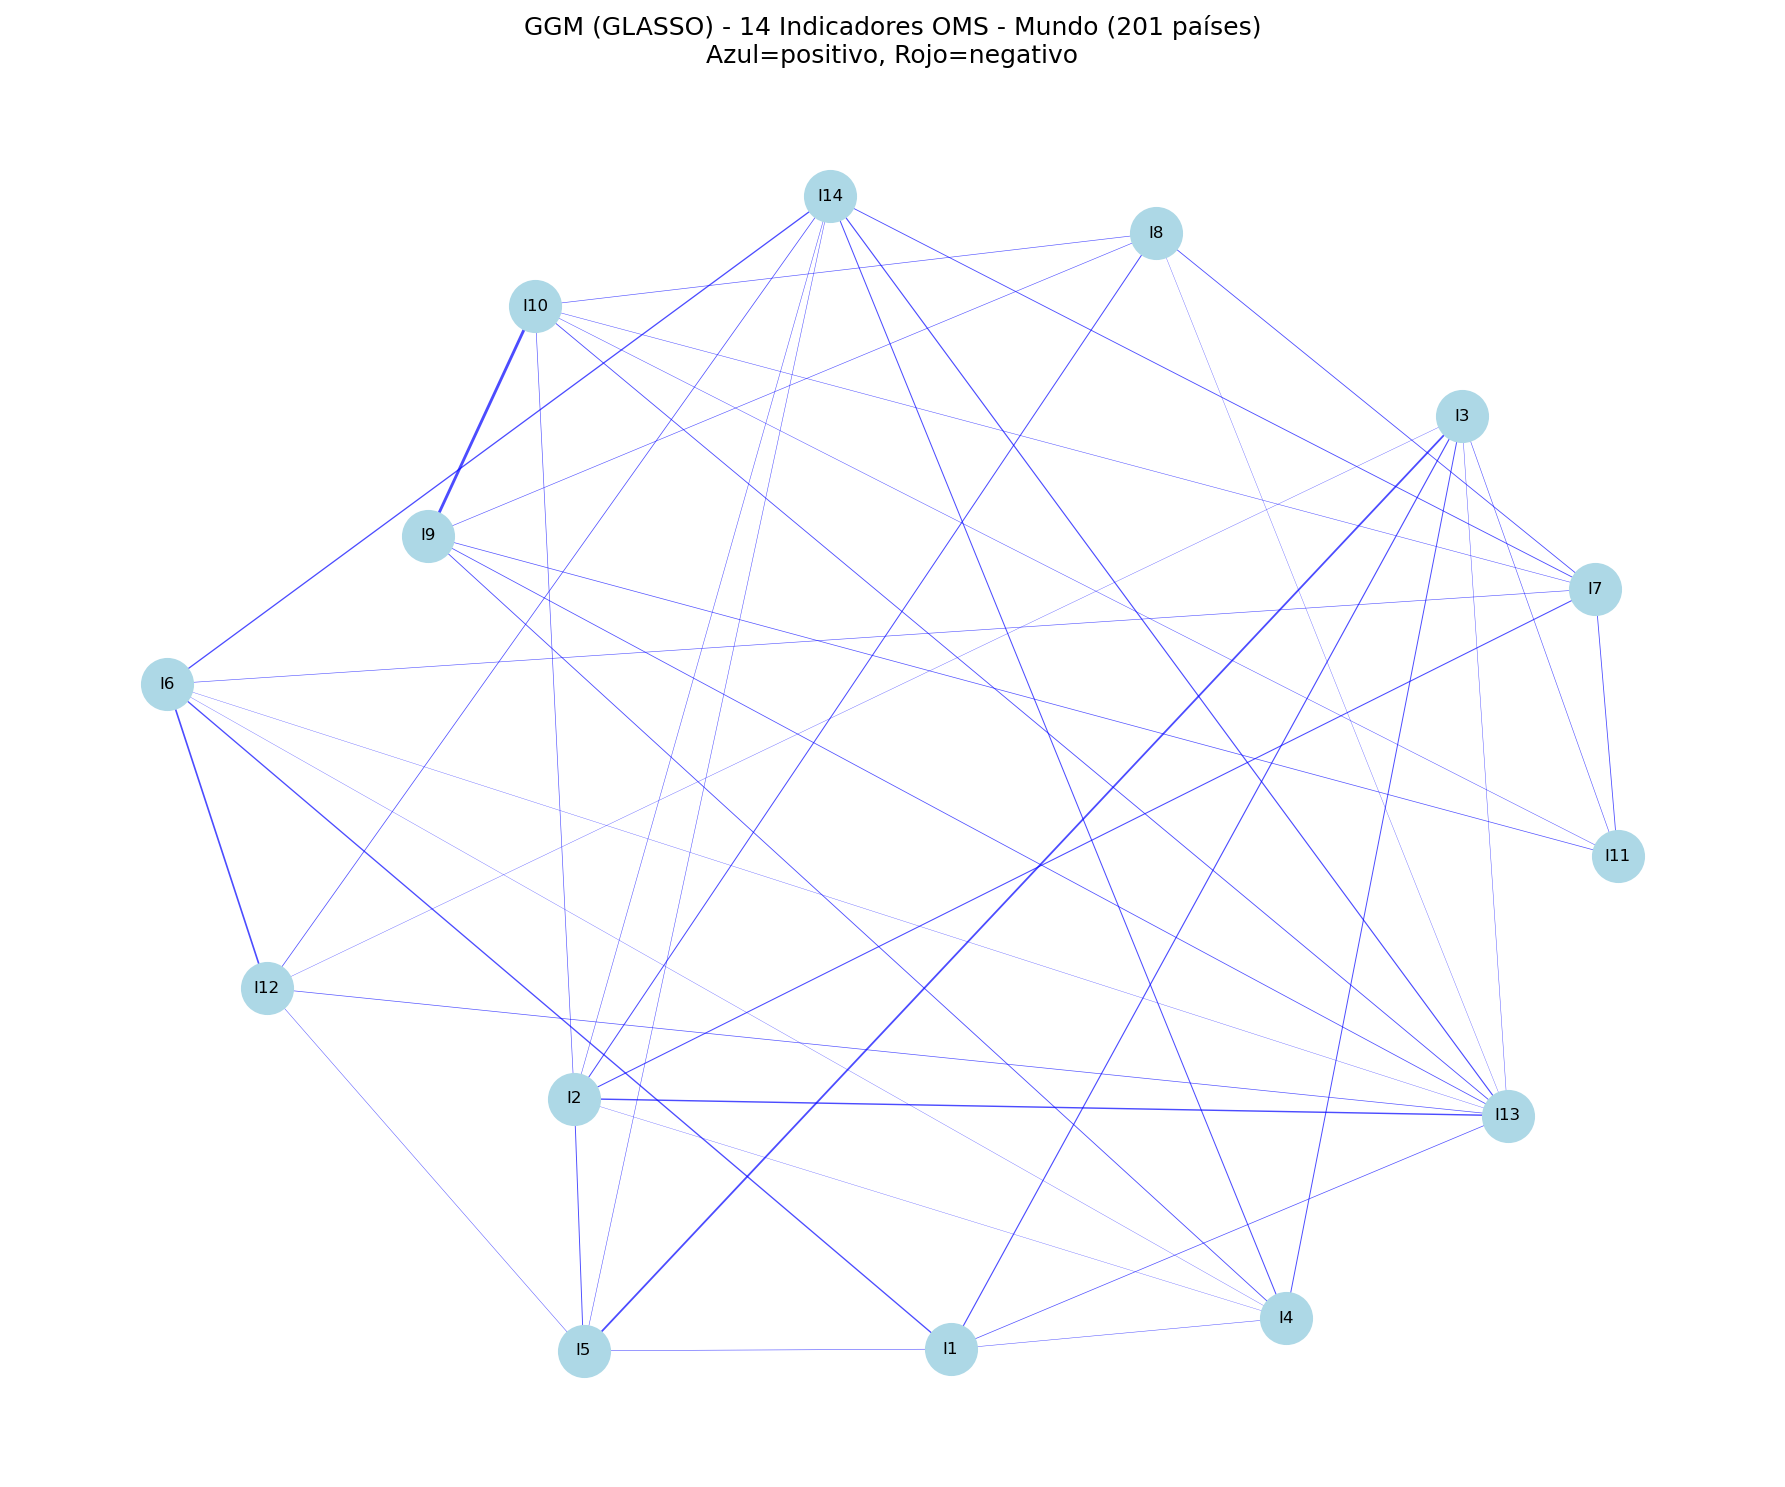 GGM (GLASSO) - 14 Indicadores OMS - Mundo (201 países)
Azul=positivo, Rojo=negativo
I14
I8
I10
I3
I9
I7
I6
I11
I12
I2
I13
I4
I5
I1